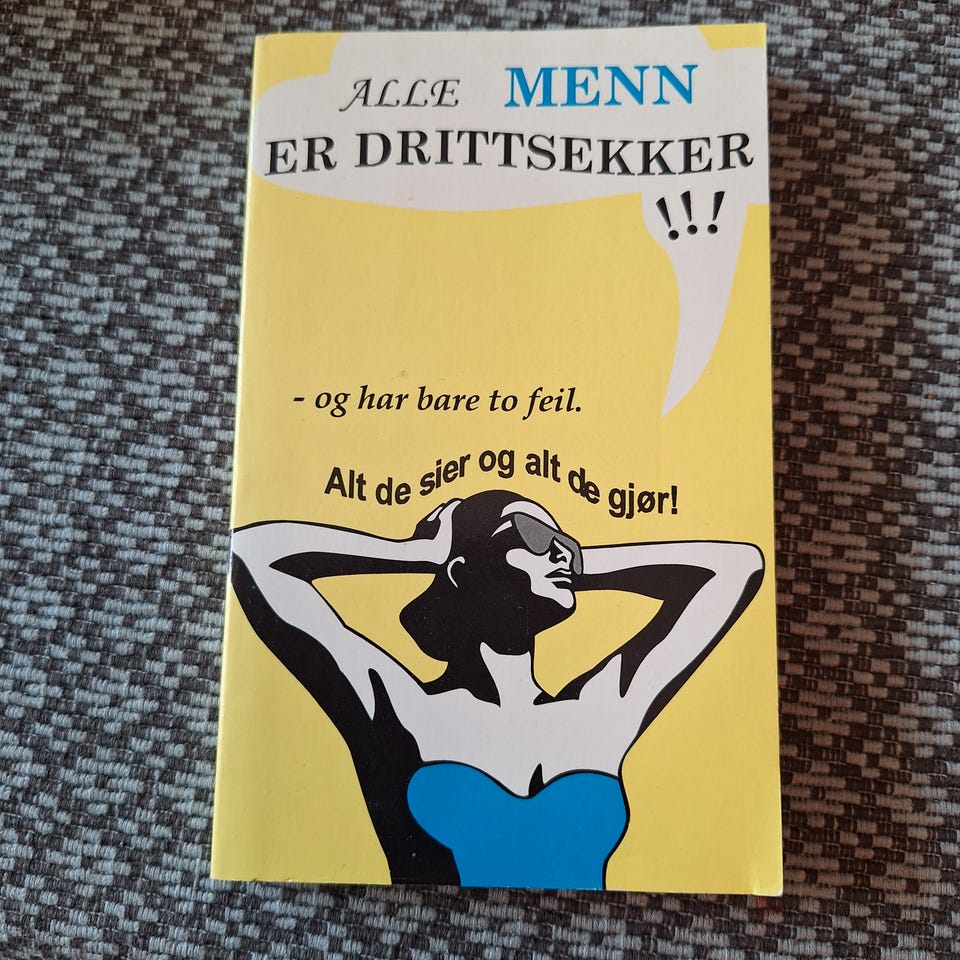 ALLE MENN
ER DRITTSEKKER
!!!
- og har bare to feil.
Alt de sier og alt de gjør!